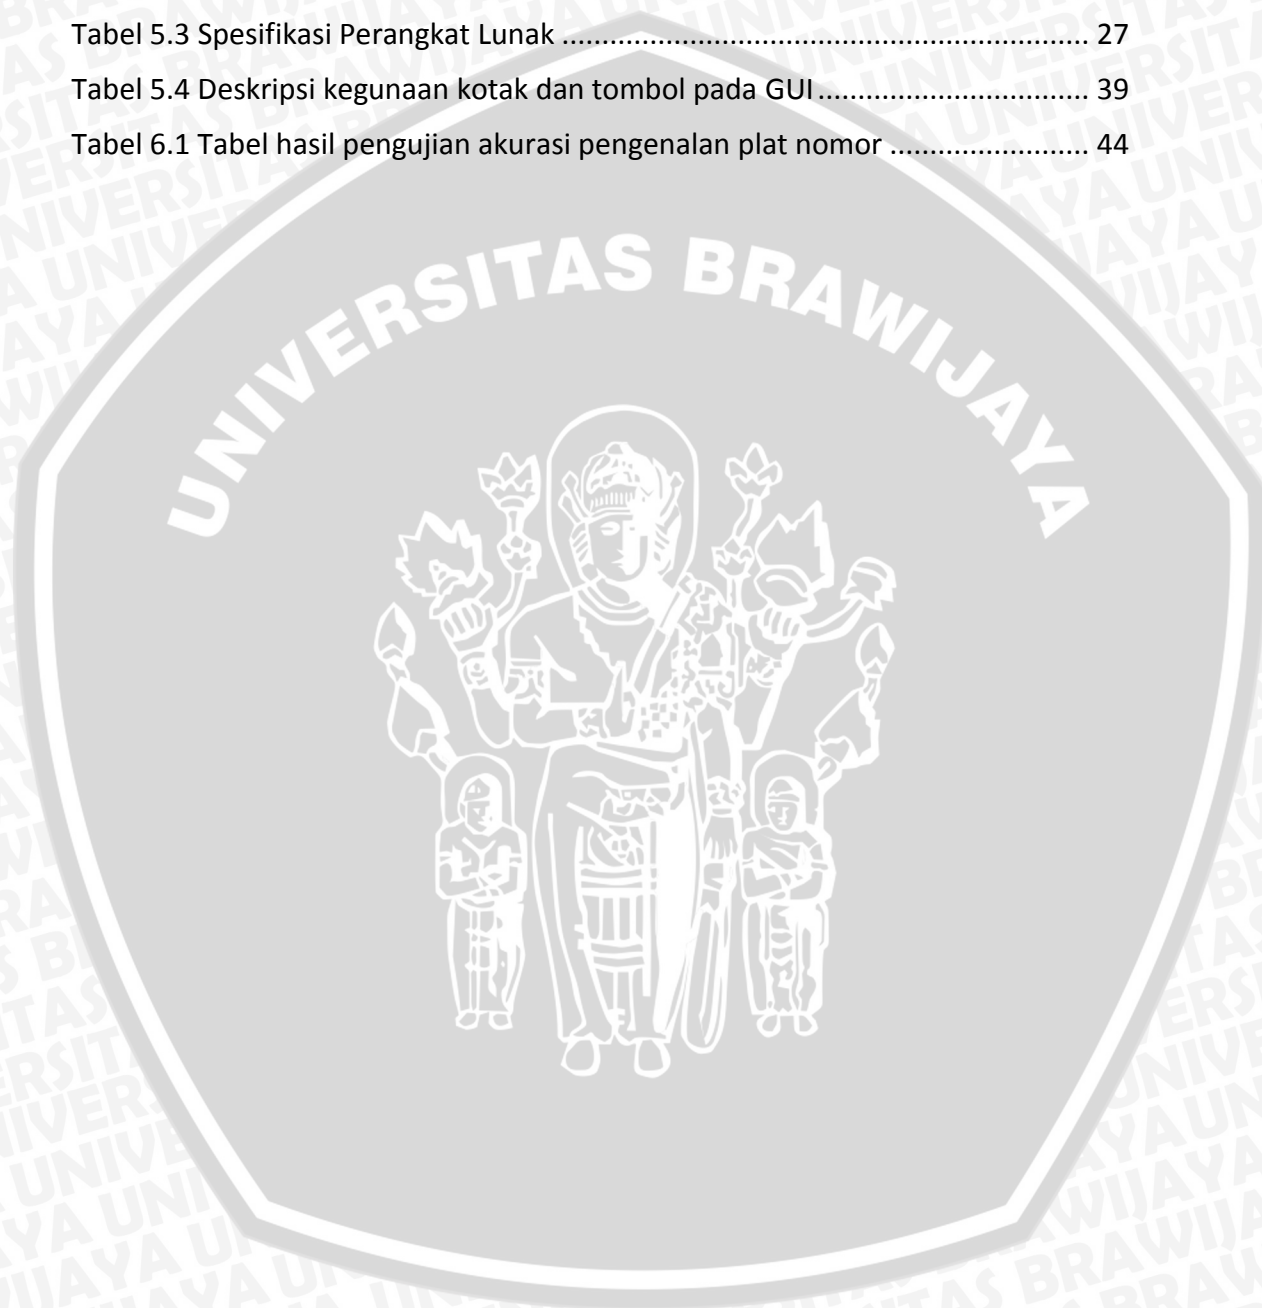 Tabel 5.3 Spesifikasi Perangkat Lunak .................................................................. 27
Tabel 5.4 Deskripsi kegunaan kotak dan tombol pada GUI .................................. 39
Tabel 6.1 Tabel hasil pengujian akurasi pengenalan plat nomor ......................... 44
UNIVERSITAS BRAWIJAYA